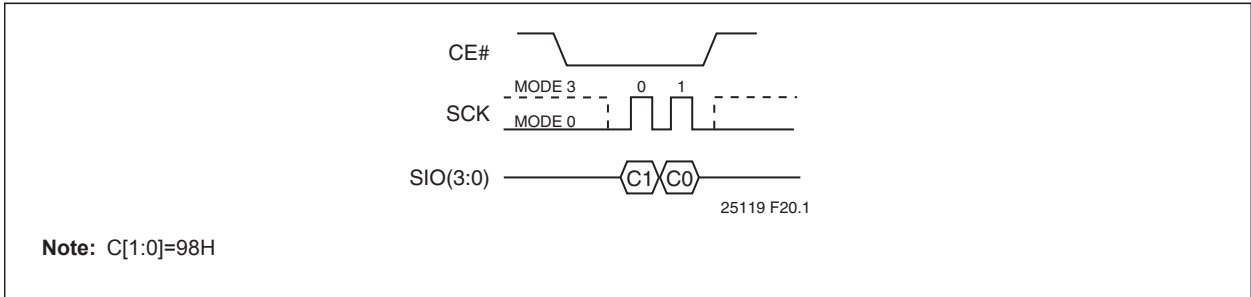 CE#
MODE 3 0 1
SCK
MODE 0
SIO(3:0) C1 C0
25119 F20.1
Note: C[1:0]=98H